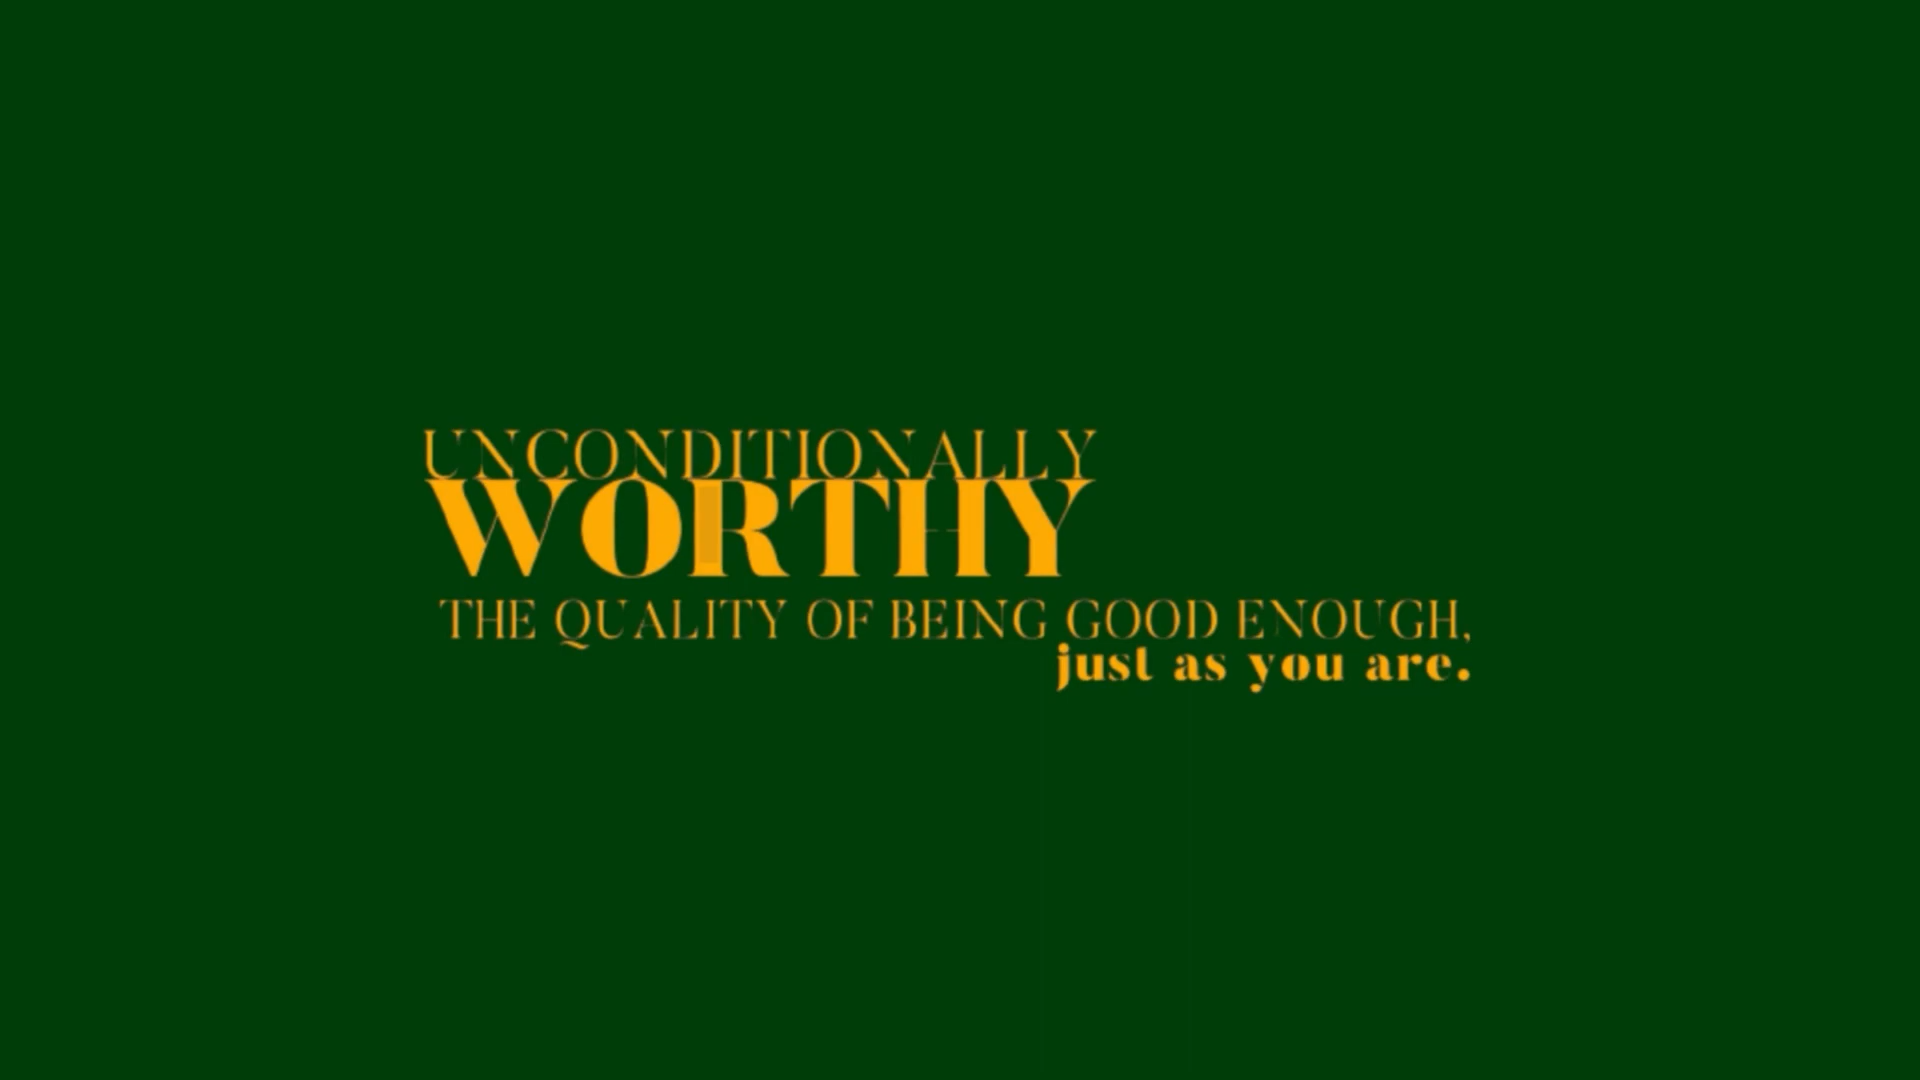 UNCONDITIONALLY
WORTHY
THE QUALITY OF BEING GOOD ENOUGH,
just as you are.